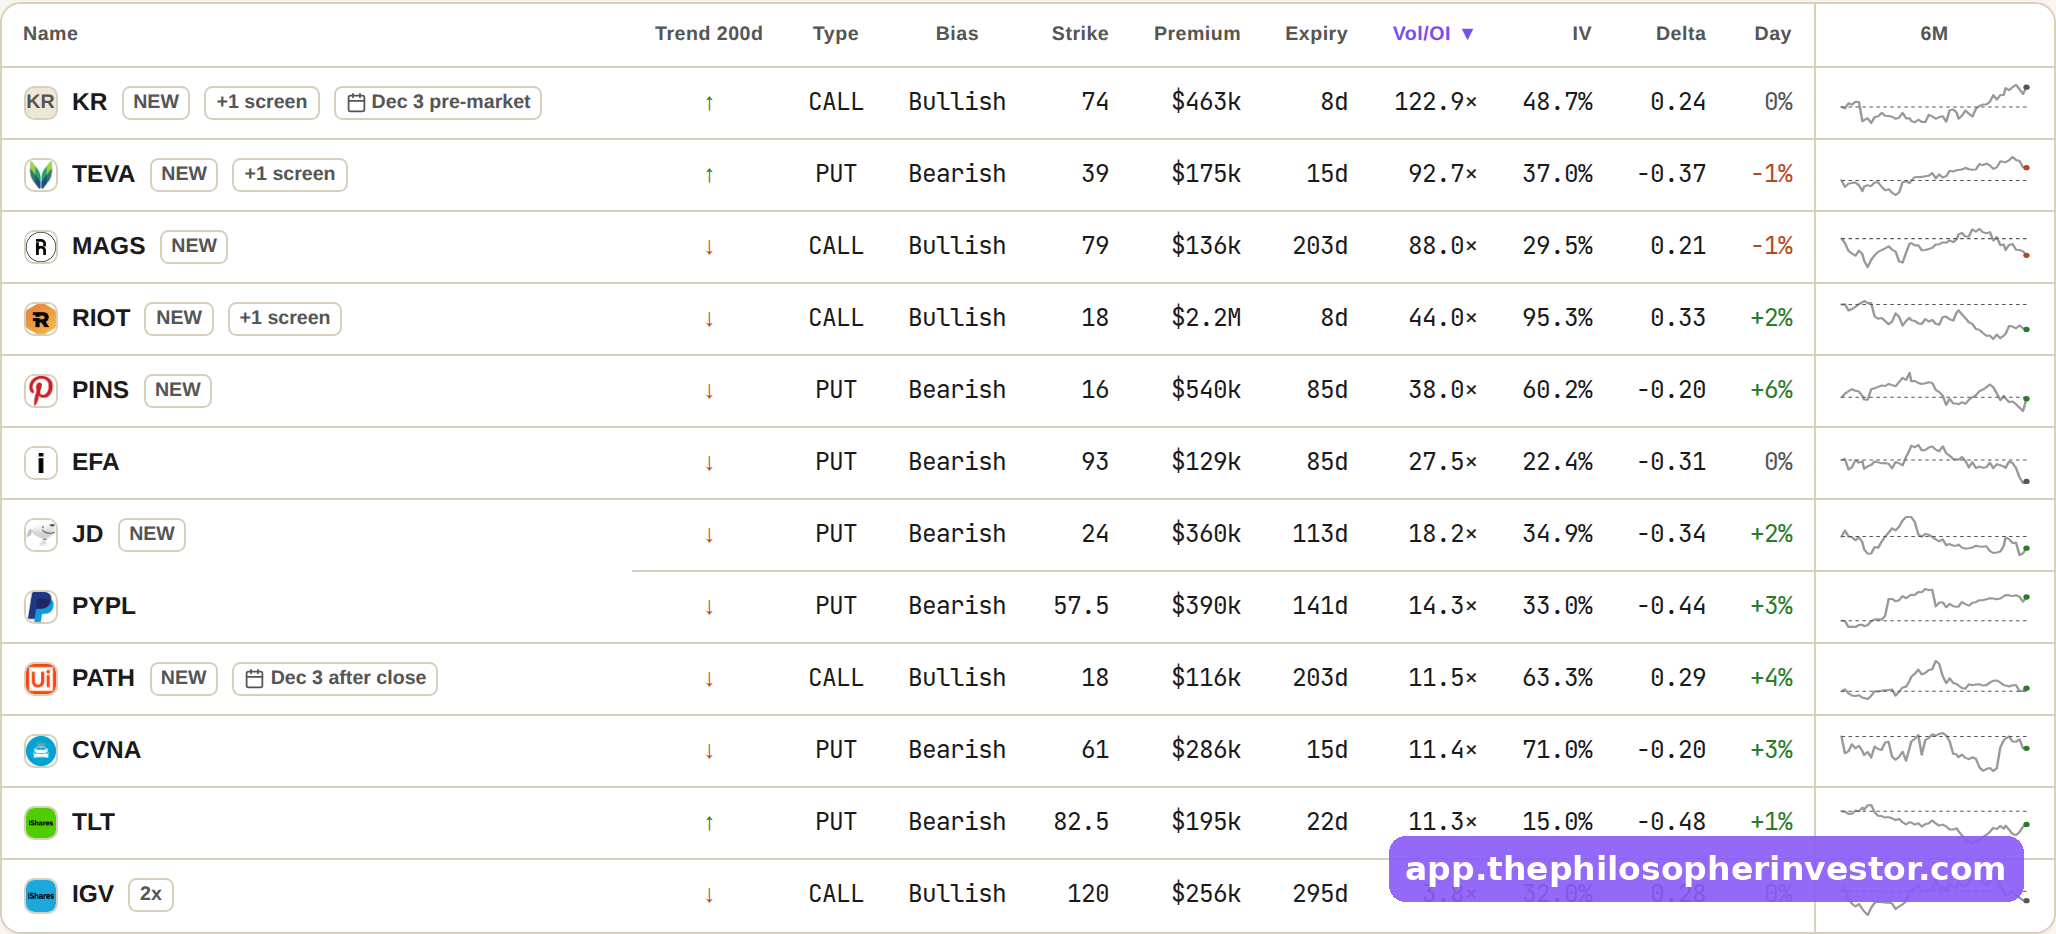 Name Trend 200d Type Bias Strike Premium Expiry Vol/OI ▼ IV Delta Day 6M
KR KR NEW +1 screen Dec 3 pre-market ↑ CALL Bullish 74 $463k 8d 122.9× 48.7% 0.24 0%
TEVA NEW +1 screen ↑ PUT Bearish 39 $175k 15d 92.7× 37.0% -0.37 -1%
R MAGS NEW ↓ CALL Bullish 79 $136k 203d 88.0× 29.5% 0.21 -1%
R RIOT NEW +1 screen ↓ CALL Bullish 18 $2.2M 8d 44.0× 95.3% 0.33 +2%
PINS NEW ↓ PUT Bearish 16 $540k 85d 38.0× 60.2% -0.20 +6%
i EFA ↓ PUT Bearish 93 $129k 85d 27.5× 22.4% -0.31 0%
JD NEW ↓ PUT Bearish 24 $360k 113d 18.2× 34.9% -0.34 +2%
PYPL ↓ PUT Bearish 57.5 $390k 141d 14.3× 33.0% -0.44 +3%
Ui PATH NEW Dec 3 after close ↓ CALL Bullish 18 $116k 203d 11.5× 63.3% 0.29 +4%
CVNA ↓ PUT Bearish 61 $286k 15d 11.4× 71.0% -0.20 +3%
iShares TLT ↑ PUT Bearish 82.5 $195k 22d 11.3× 15.0% -0.48 +1%
iShares IGV 2x ↓ CALL Bullish 120 $256k 295d 3.8× 32.0% 0.28 0%
app.thephilosopherinvestor.com